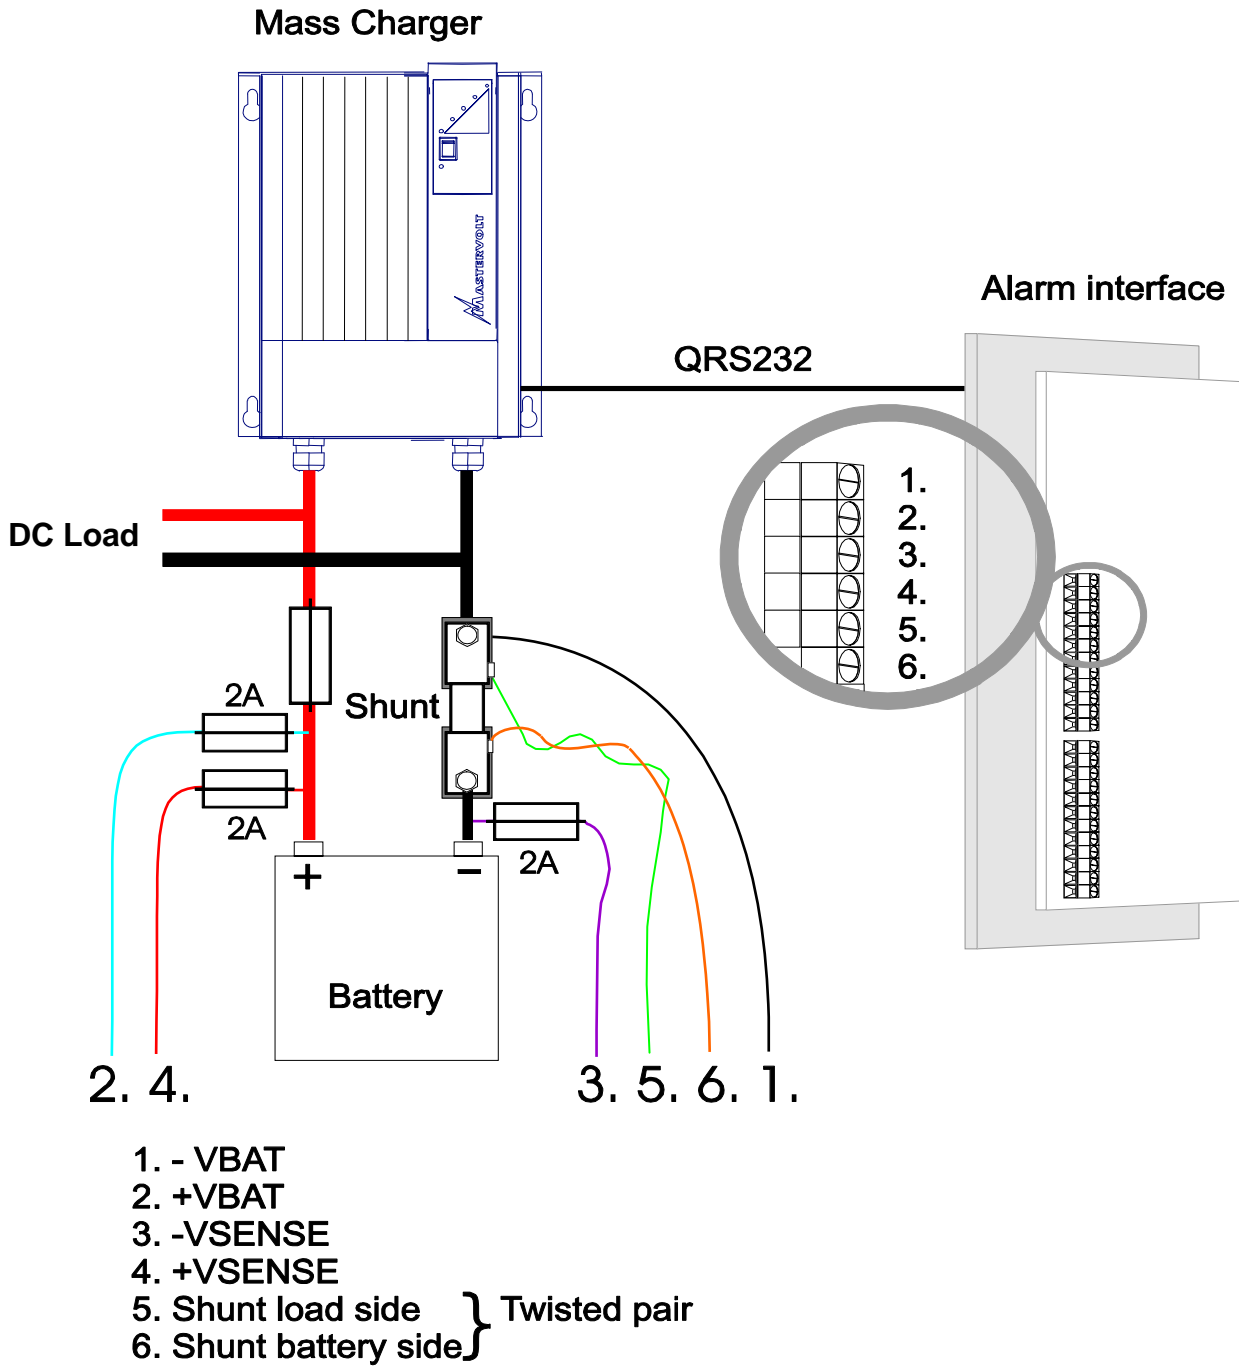 Mass Charger
MASTERVOLT
Alarm interface
QRS232
DC Load
1.
2.
3.
4.
5.
6.
2A
Shunt
2A
2A
+
-
Battery
2. 4.
3. 5. 6. 1.
1. - VBAT
2. +VBAT
3. -VSENSE
4. +VSENSE
5. Shunt load side } Twisted pair
6. Shunt battery side